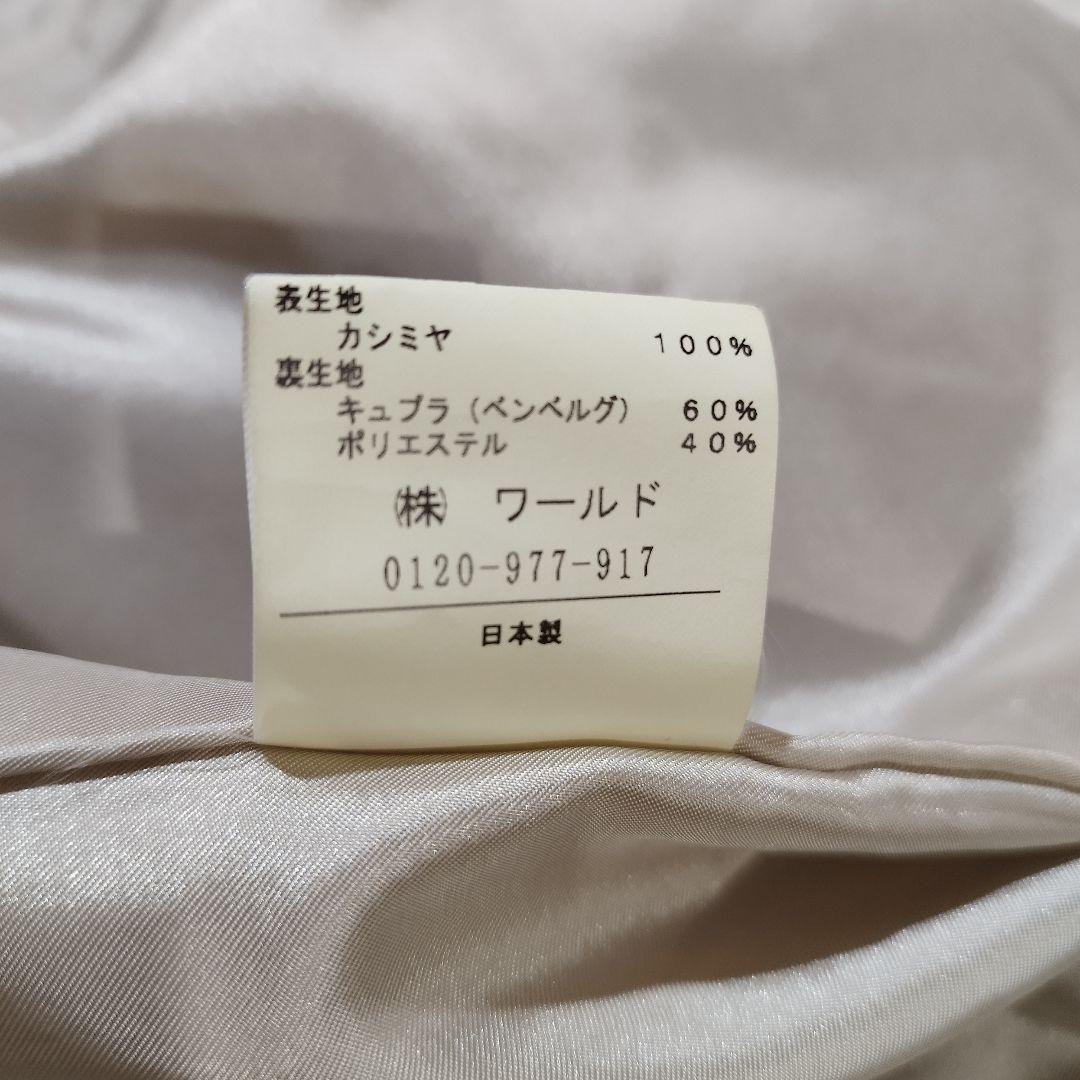 表生地
カシミヤ 100%
裏生地
キュプラ（ベンベルグ） 60%
ポリエステル 40%
㈱ ワールド
0120-977-917
日本製